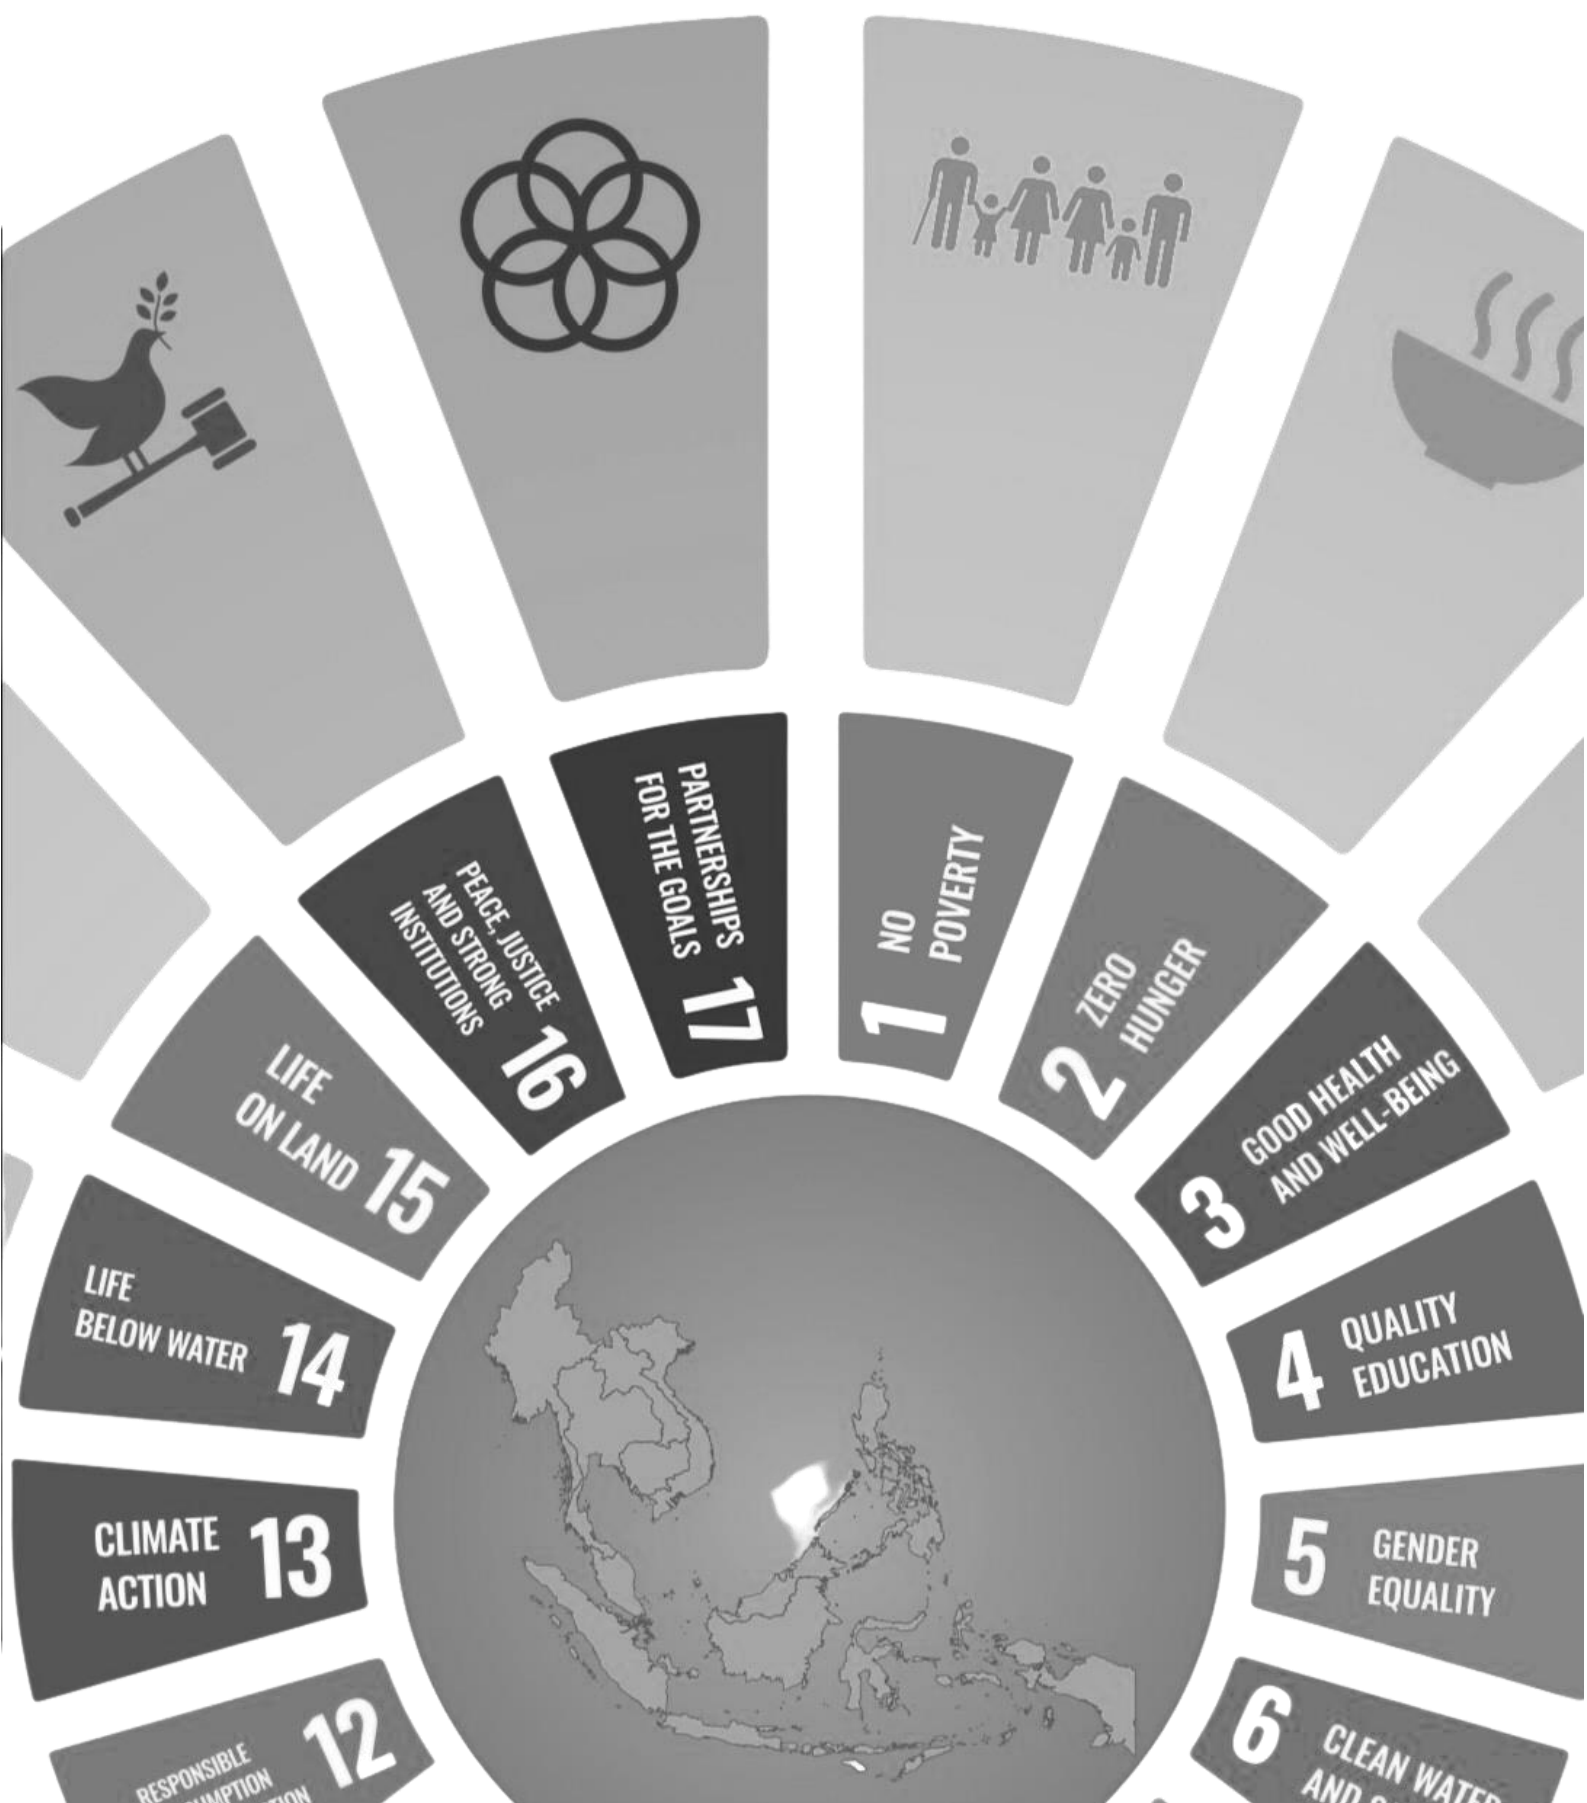 1
NO
POVERTY
2
ZERO
HUNGER
3
GOOD HEALTH
AND WELL-BEING
4
QUALITY
EDUCATION
5
GENDER
EQUALITY
6
CLEAN WATER
AND
12
RESPONSIBLE
13
CLIMATE
ACTION
14
LIFE
BELOW WATER
15
LIFE
ON LAND
16
PEACE, JUSTICE
AND STRONG
INSTITUTIONS
17
PARTNERSHIPS
FOR THE GOALS